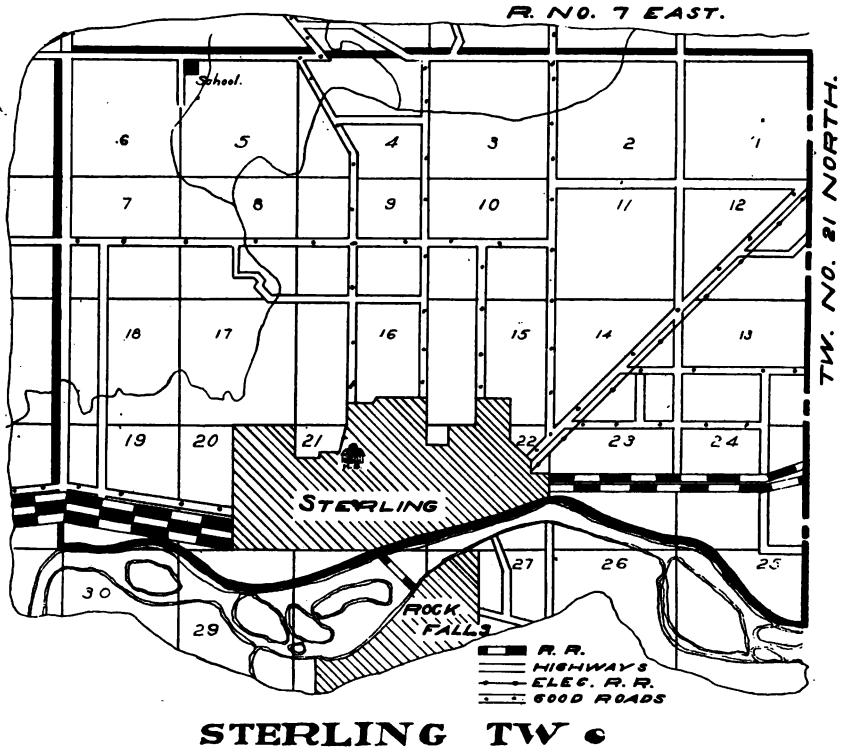 R. NO. 7 EAST.
TW. NO. 21 NORTH.
School.
6 5 4 3 2 1
7 8 9 10 11 12
18 17 16 15 14 13
19 20 21 22 23 24
STERLING
30 29 27 26 25
ROCK
FALLS
R. R.
HIGHWAYS
ELEC. R. R.
GOOD ROADS
STERLING TW